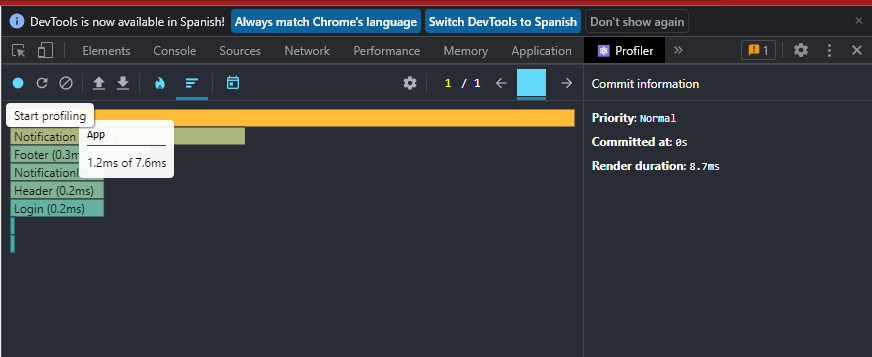 DevTools is now available in Spanish! Always match Chrome's language Switch DevTools to Spanish Don't show again
Elements Console Sources Network Performance Memory Application Profiler » 1
1 / 1
Commit information
Start profiling
Priority: Normal
App
Notification
Committed at: 0s
Footer (0.3m
1.2ms of 7.6ms
Render duration: 8.7ms
Header (0.2ms)
Login (0.2ms)